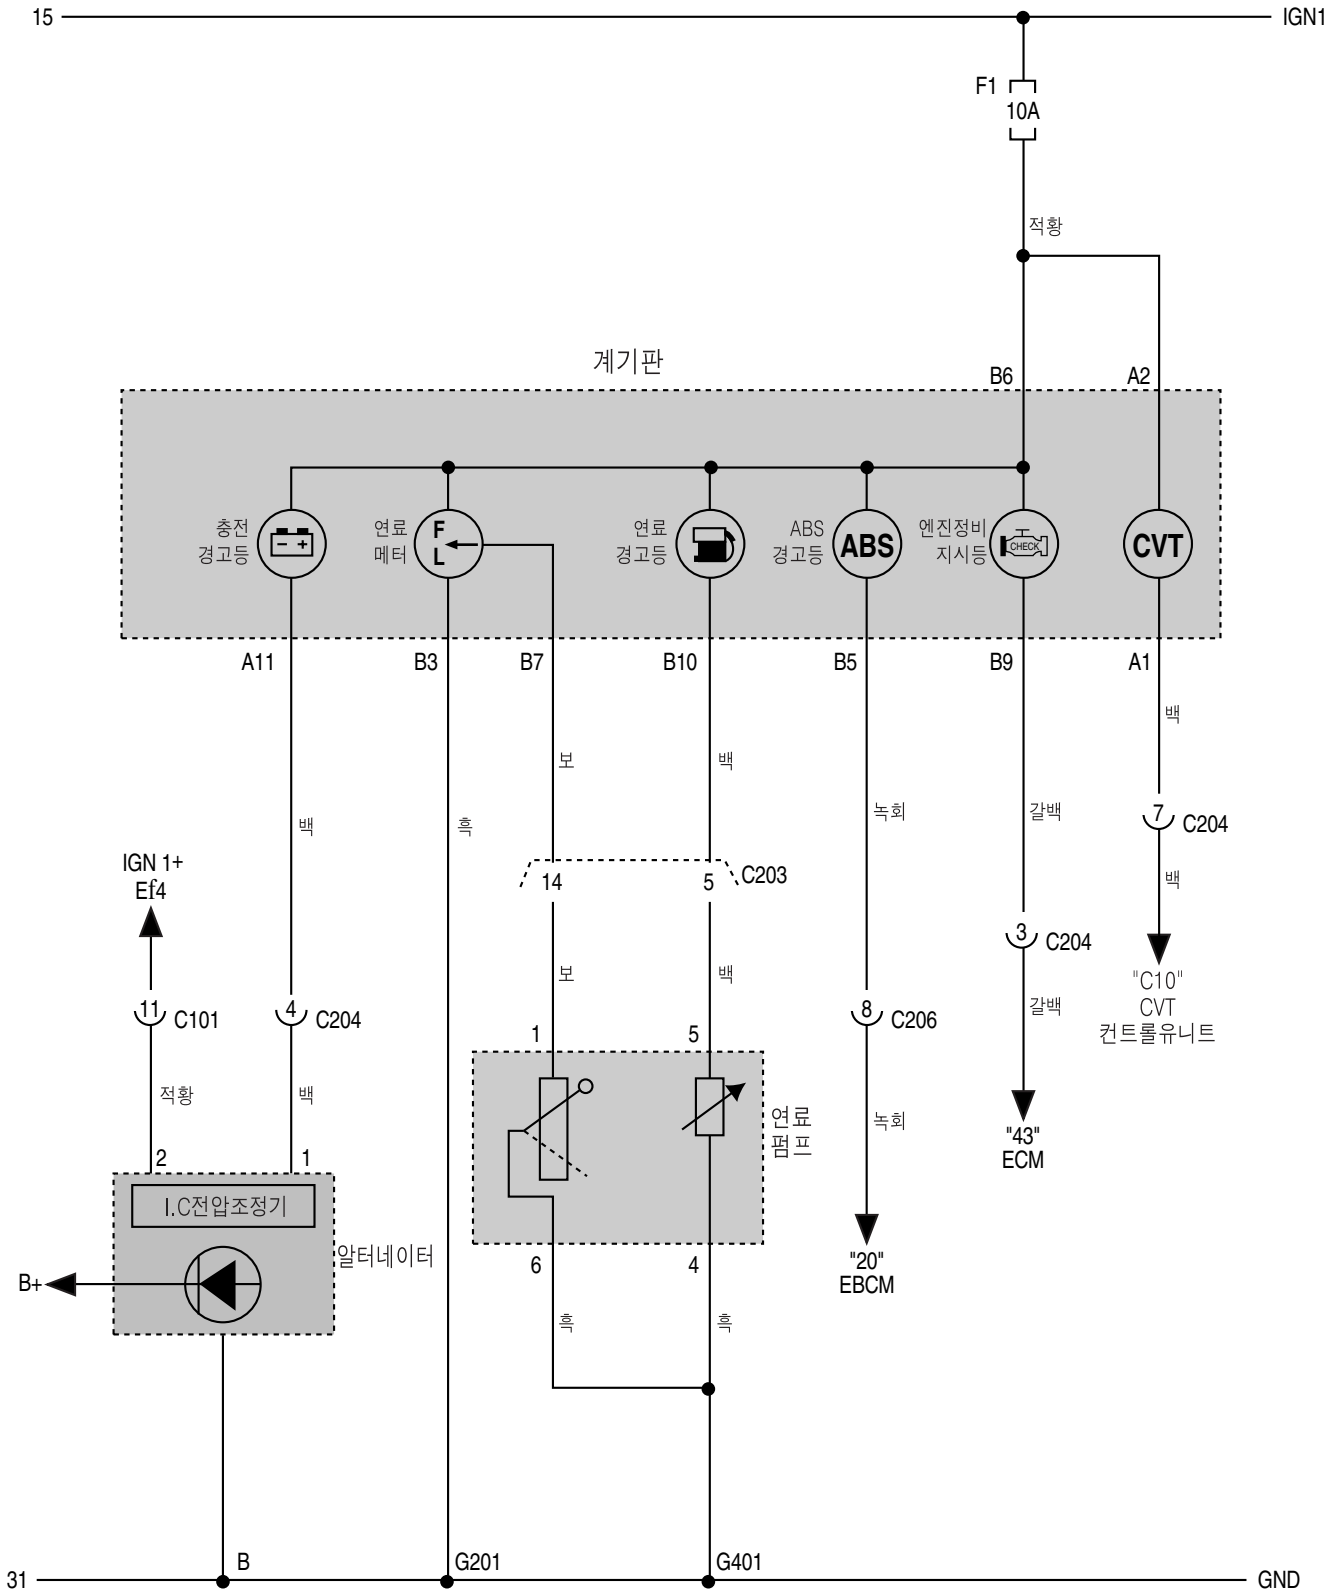 15
IGN1
F1
10A
적황
계기판
B6
A2
충전
경고등
연료
메터
F
L
연료
경고등
ABS
경고등
ABS
엔진정비
지시등
CHECK
CVT
A11
B3
B7
B10
B5
B9
A1
백
보
백
녹회
갈백
7
C204
백
흑
IGN 1+
Ef4
14
5
C203
백
3
C204
보
백
"C10"
CVT
컨트롤유니트
11
C101
4
C204
8
C206
갈백
1
5
적황
백
연료
펌프
녹회
"43"
ECM
2
1
I.C전압조정기
알터네이터
6
4
"20"
EBCM
B+
흑
흑
B
G201
G401
31
GND